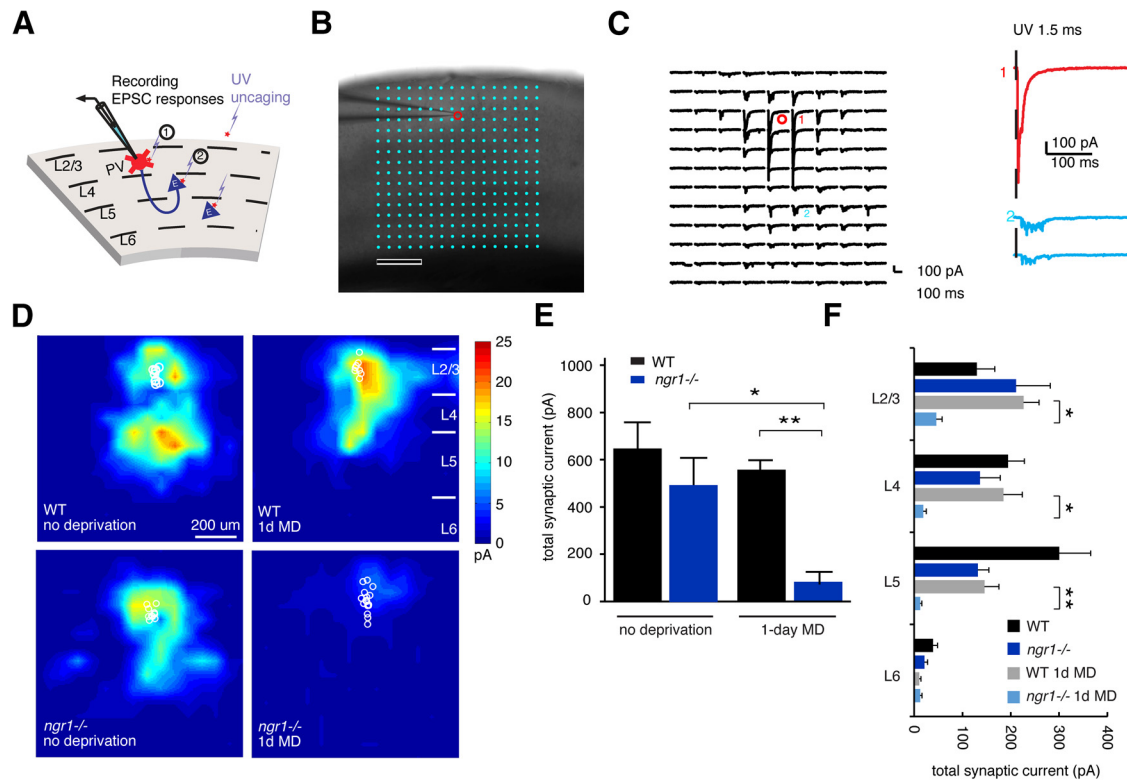 A
Recording
EPSC responses
UV
uncaging
1
2
L2/3
PV
L4
E
L5
E
L6
B
C
1
2
100 pA
100 ms
UV 1.5 ms
1
100 pA
100 ms
2
D
WT
no deprivation
200 um
WT
1d MD
L2/3
L4
L5
L6
25
20
15
10
5
0
pA
ngr1-/-
no deprivation
ngr1-/-
1d MD
E
total synaptic current (pA)
1000
800
600
400
200
0
WT
ngr1-/-
*
**
no deprivation
1-day MD
F
L2/3
*
L4
*
L5
**
L6
WT
ngr1-/-
WT 1d MD
ngr1-/- 1d MD
0
100
200
300
400
total synaptic current (pA)